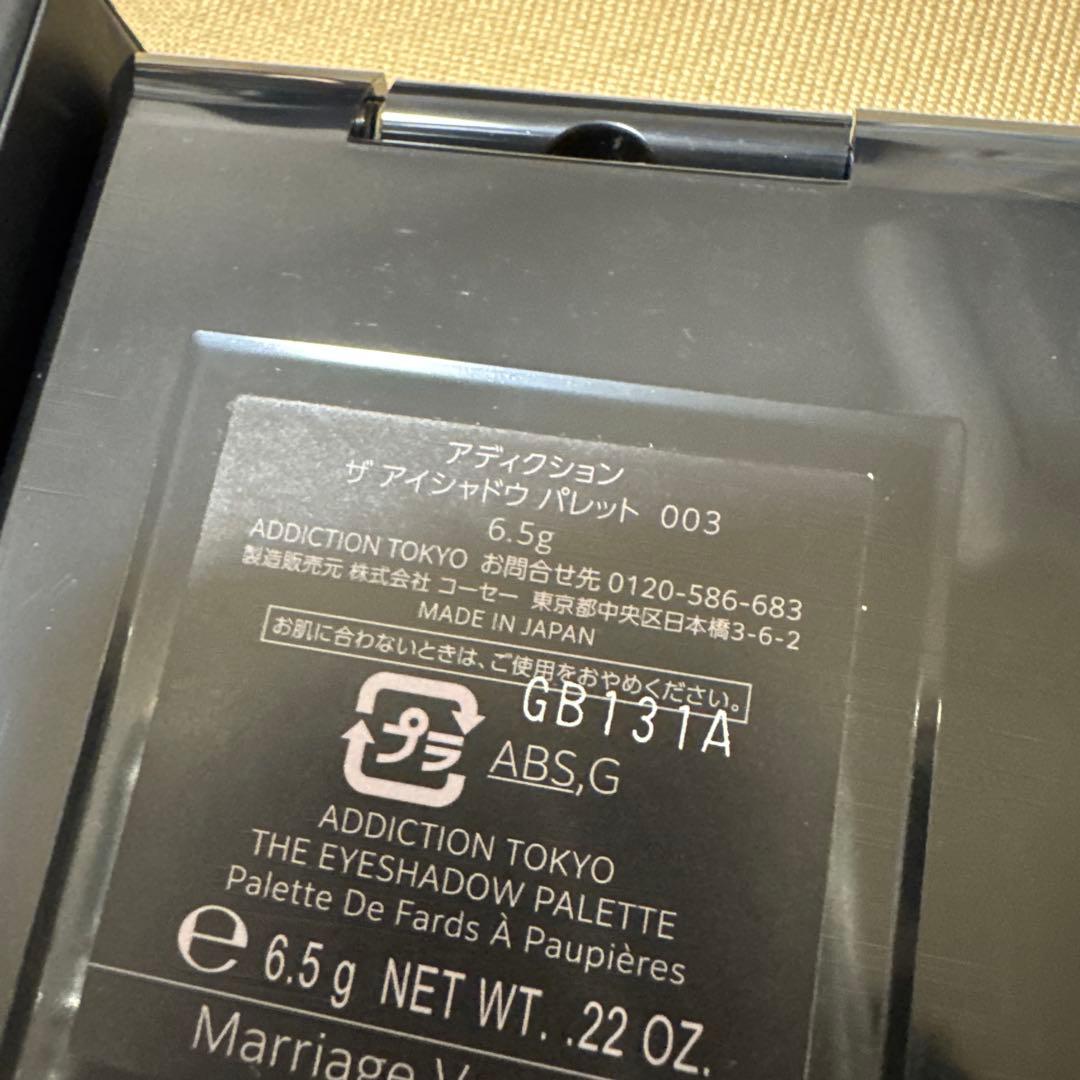 アディクション
ザ アイシャドウ パレット 003
6.5g
ADDICTION TOKYO お問合せ先 0120-586-683
製造販売元 株式会社 コーセー 東京都中央区日本橋3-6-2
MADE IN JAPAN
お肌に合わないときは、ご使用をおやめください。
GB131A
プラ
ABS,G
ADDICTION TOKYO
THE EYESHADOW PALETTE
Palette De Fards À Paupières
e 6.5 g NET WT. .22 OZ.
Marriage